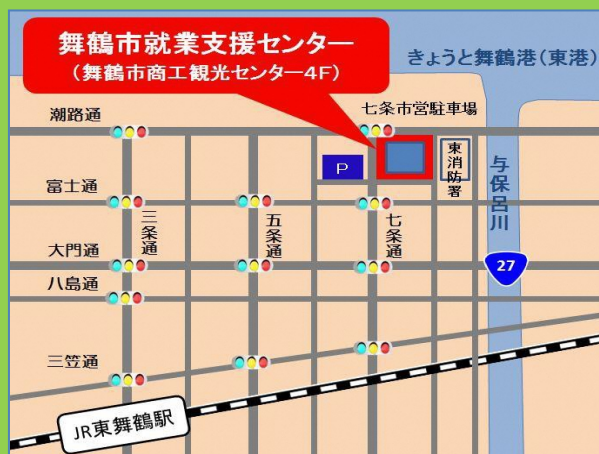 舞鶴市就業支援センター
(舞鶴市商工観光センター4F)
きょうと舞鶴港(東港)
潮路通
七条市営駐車場
P
東消防署
富士通
三条通
五条通
七条通
与保呂川
大門通
27
八島通
三笠通
JR東舞鶴駅